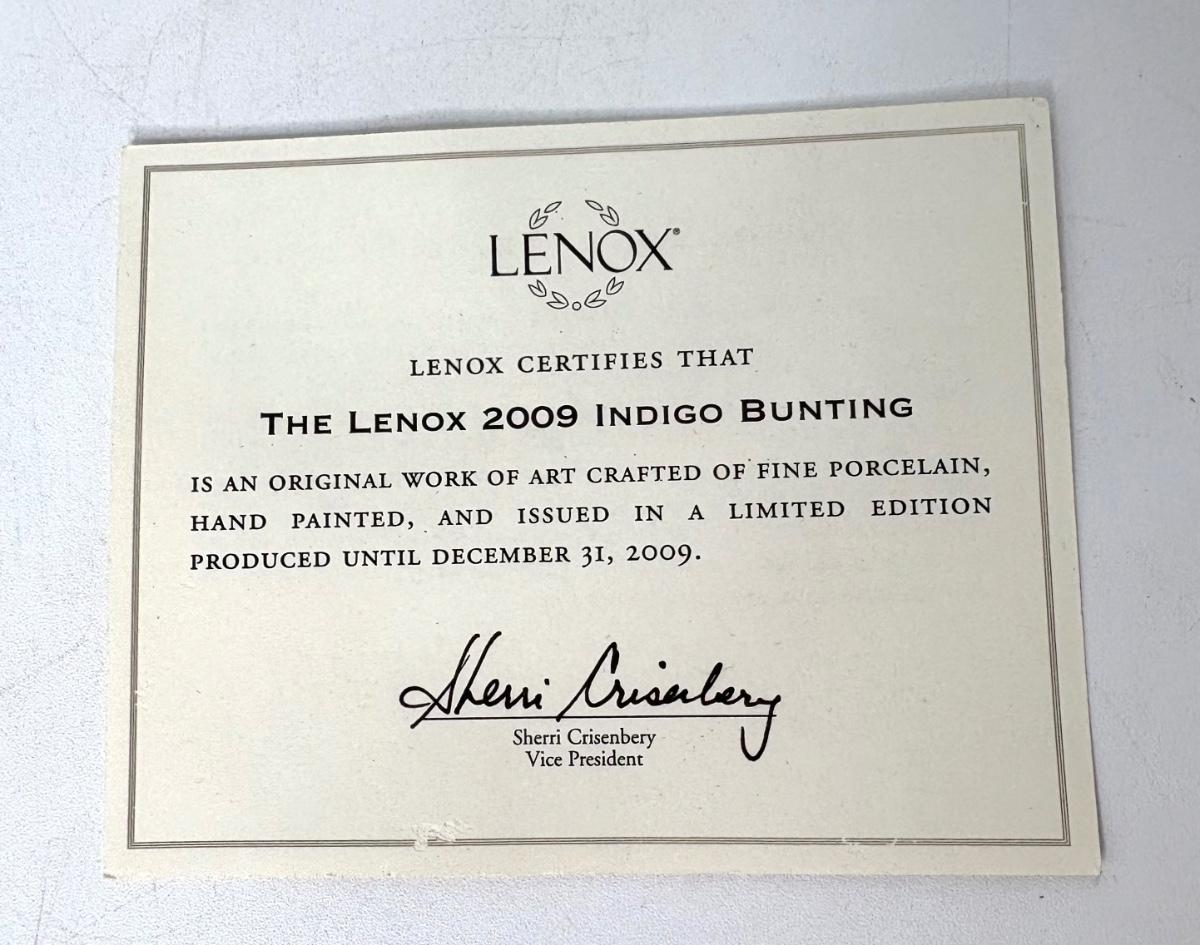 LENOX®
LENOX CERTIFIES THAT
THE LENOX 2009 INDIGO BUNTING
IS AN ORIGINAL WORK OF ART CRAFTED OF FINE PORCELAIN,
HAND PAINTED, AND ISSUED IN A LIMITED EDITION
PRODUCED UNTIL DECEMBER 31, 2009.
Sherri Crisenbery
Sherri Crisenbery
Vice President